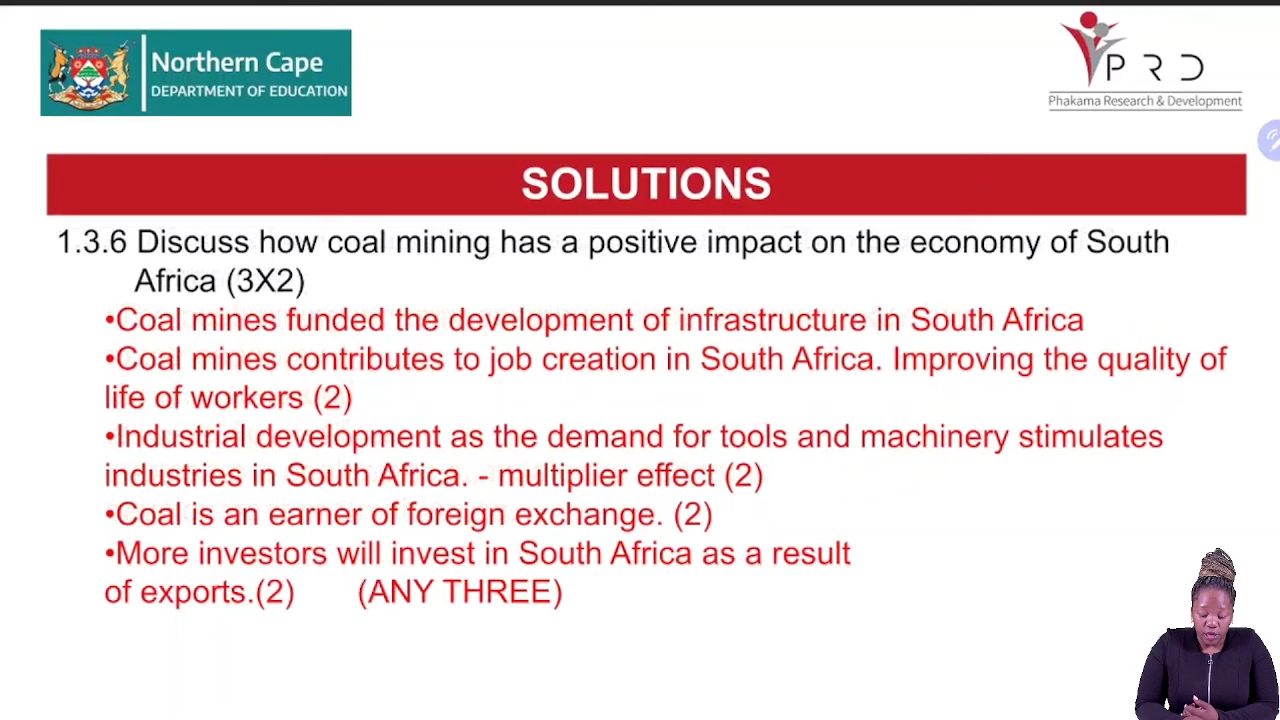 Northern Cape
DEPARTMENT OF EDUCATION
P R D
Phakama Research & Development
SOLUTIONS
1.3.6 Discuss how coal mining has a positive impact on the economy of South
Africa (3X2)
•Coal mines funded the development of infrastructure in South Africa
•Coal mines contributes to job creation in South Africa. Improving the quality of
life of workers (2)
•Industrial development as the demand for tools and machinery stimulates
industries in South Africa. - multiplier effect (2)
•Coal is an earner of foreign exchange. (2)
•More investors will invest in South Africa as a result
of exports.(2) (ANY THREE)